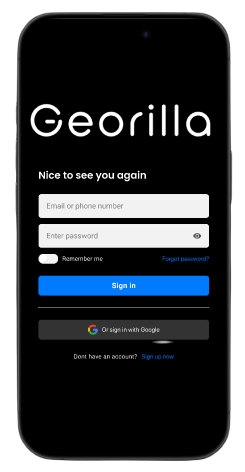 Georilla
Nice to see you again
Email or phone number
Enter password
Remember me Forgot password?
Sign in
Or sign in with Google
Dont have an account? Sign up now